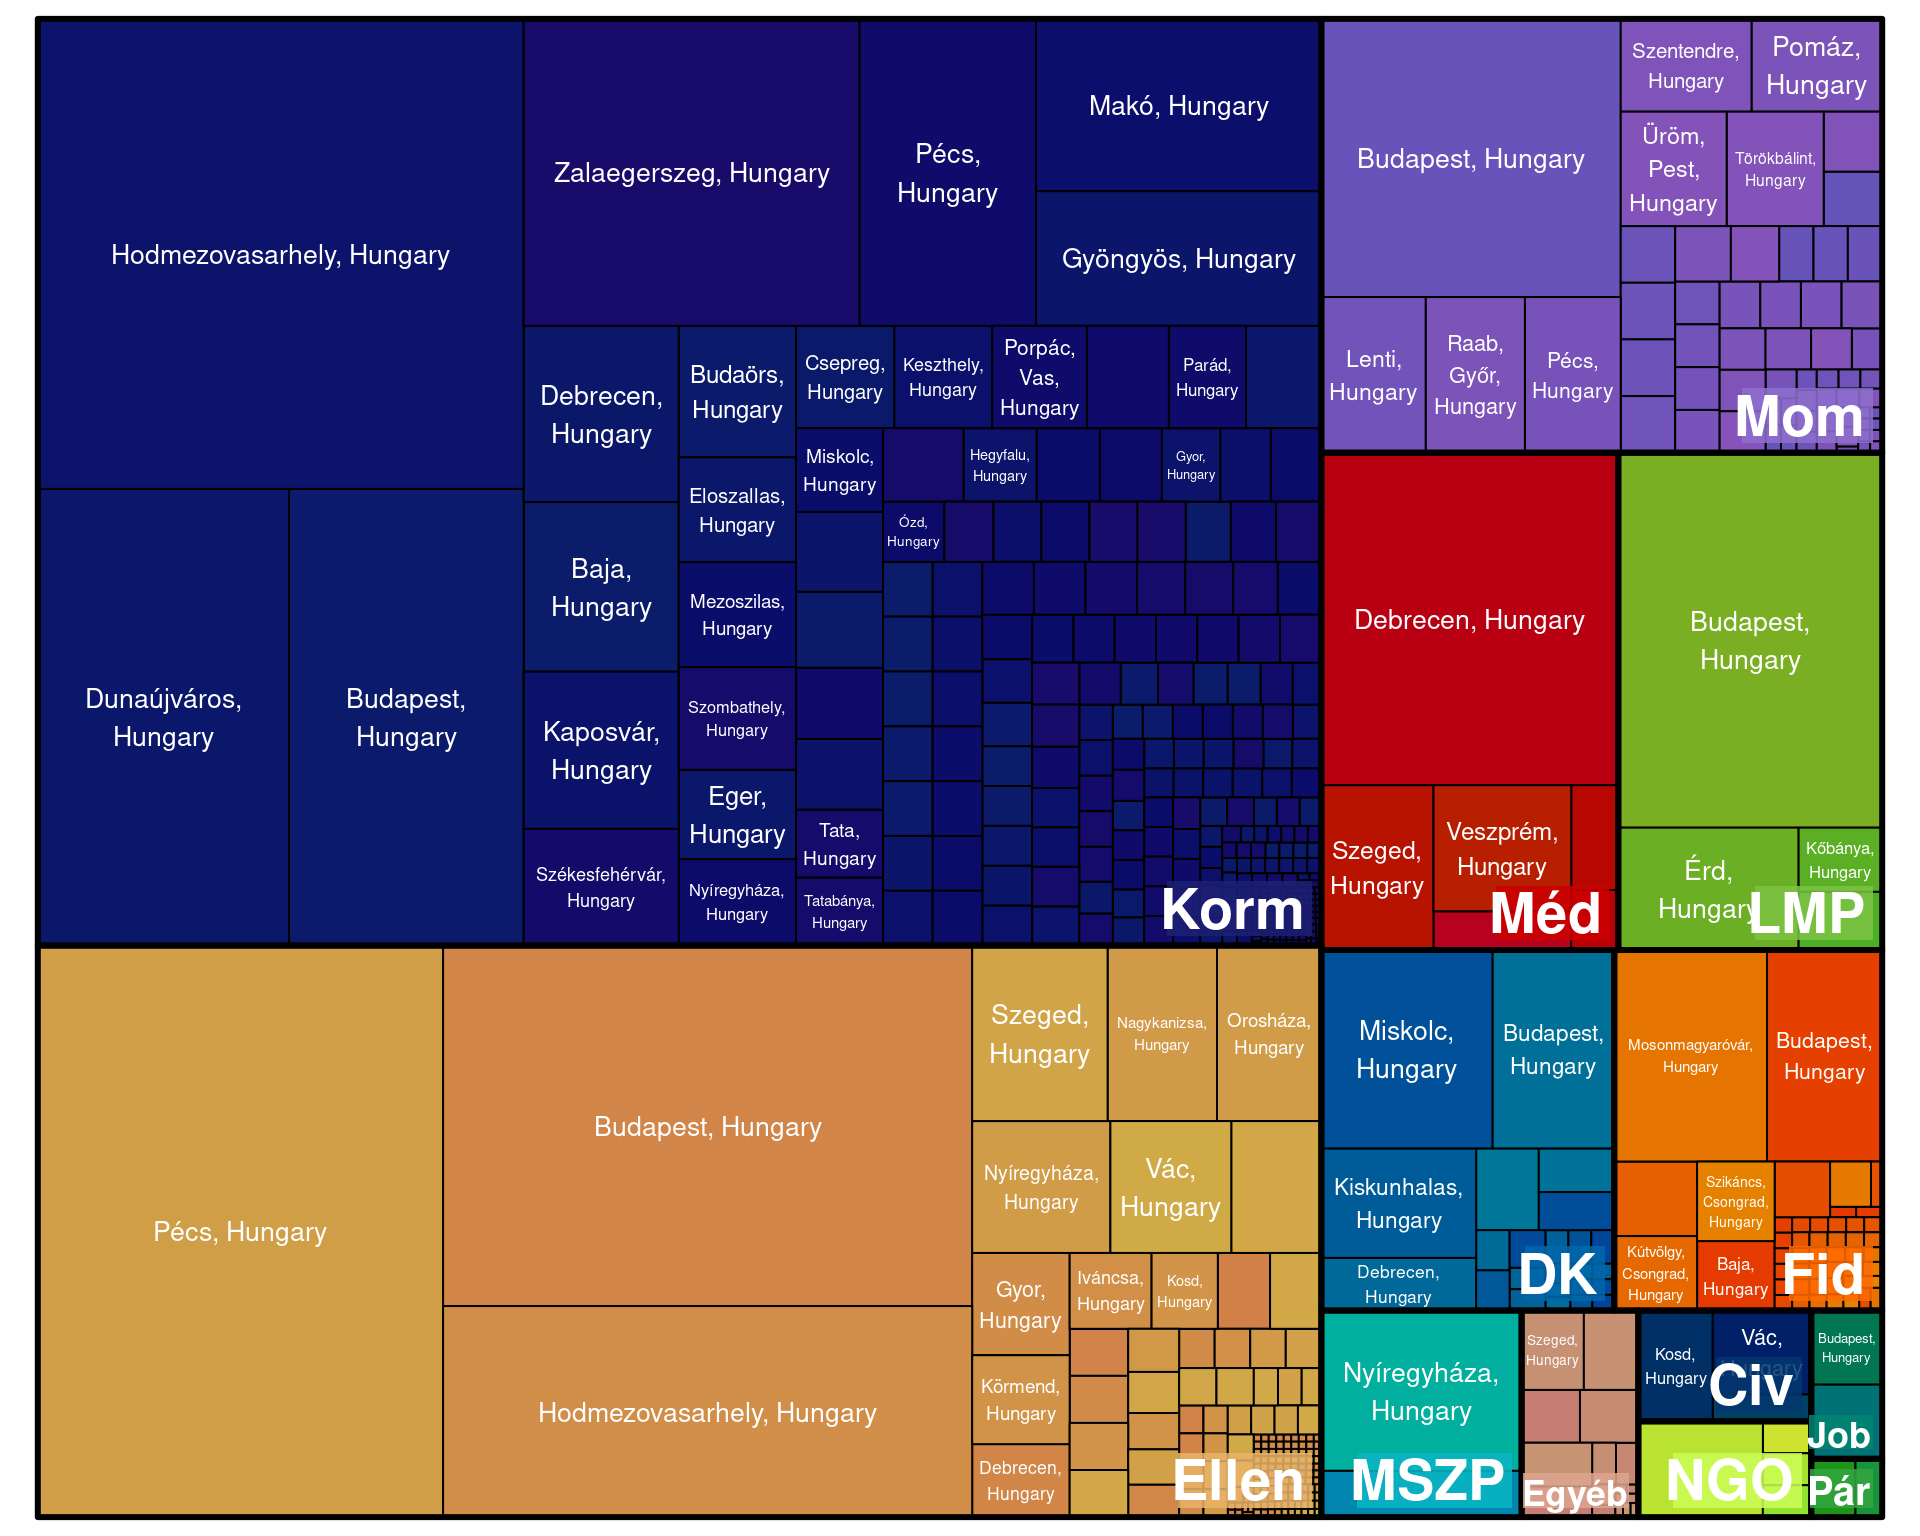 Hodmezovasarhely, Hungary
Dunaújváros,
Hungary
Budapest,
Hungary
Zalaegerszeg, Hungary
Pécs,
Hungary
Makó, Hungary
Gyöngyös, Hungary
Debrecen,
Hungary
Baja,
Hungary
Kaposvár,
Hungary
Székesfehérvár,
Hungary
Budaörs,
Hungary
Eloszallas,
Hungary
Mezoszilas,
Hungary
Szombathely,
Hungary
Eger,
Hungary
Nyíregyháza,
Hungary
Csepreg,
Hungary
Keszthely,
Hungary
Porpác,
Vas,
Hungary
Parád,
Hungary
Miskolc,
Hungary
Hegyfalu,
Hungary
Gyor,
Hungary
Ózd,
Hungary
Tata,
Hungary
Tatabánya,
Hungary
Korm
Budapest, Hungary
Szentendre,
Hungary
Pomáz,
Hungary
Üröm,
Pest,
Hungary
Törökbálint,
Hungary
Lenti,
Hungary
Raab,
Győr,
Hungary
Pécs,
Hungary
Mom
Debrecen, Hungary
Szeged,
Hungary
Veszprém,
Hungary
Méd
Budapest,
Hungary
Érd,
Hungary
Kőbánya,
Hungary
LMP
Pécs, Hungary
Budapest, Hungary
Hodmezovasarhely, Hungary
Szeged,
Hungary
Nagykanizsa,
Hungary
Orosháza,
Hungary
Nyíregyháza,
Hungary
Vác,
Hungary
Gyor,
Hungary
Iváncsa,
Hungary
Kosd,
Hungary
Körmend,
Hungary
Debrecen,
Hungary
Ellen
Miskolc,
Hungary
Budapest,
Hungary
Kiskunhalas,
Hungary
Debrecen,
Hungary
DK
Mosonmagyaróvár,
Hungary
Budapest,
Hungary
Szikáncs,
Csongrad,
Hungary
Kútvölgy,
Csongrad,
Hungary
Baja,
Hungary
Fid
Nyíregyháza,
Hungary
MSZP
Szeged,
Hungary
Egyéb
Kosd,
Hungary
Vác,
Hungary
Civ
Budapest,
Hungary
Job
NGO
Pár